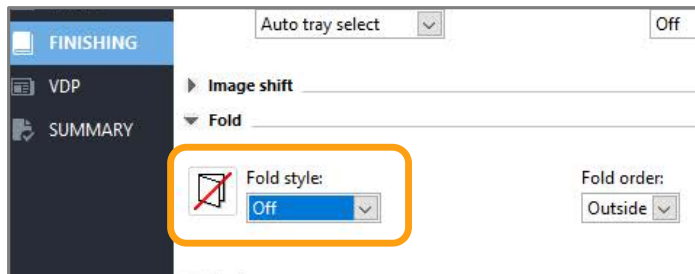 Auto tray select
Off
FINISHING
VDP
Image shift
Fold
SUMMARY
Fold style:
Fold order:
Off
Outside